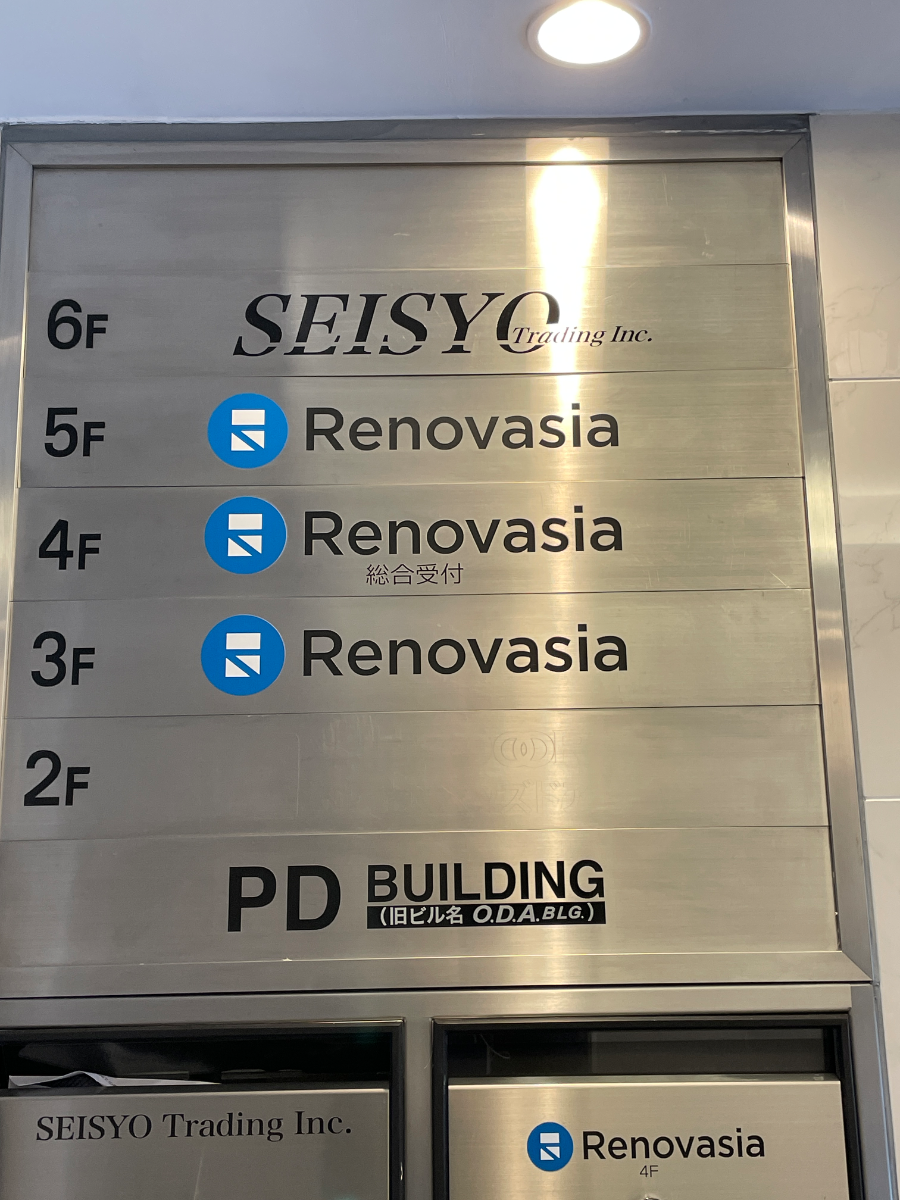 6F SEISYO Trading Inc.
5F Renovasia
4F Renovasia
総合受付
3F Renovasia
2F
PD BUILDING
(旧ビル名 O.D.A.BLG.)
SEISYO Trading Inc.
Renovasia
4F